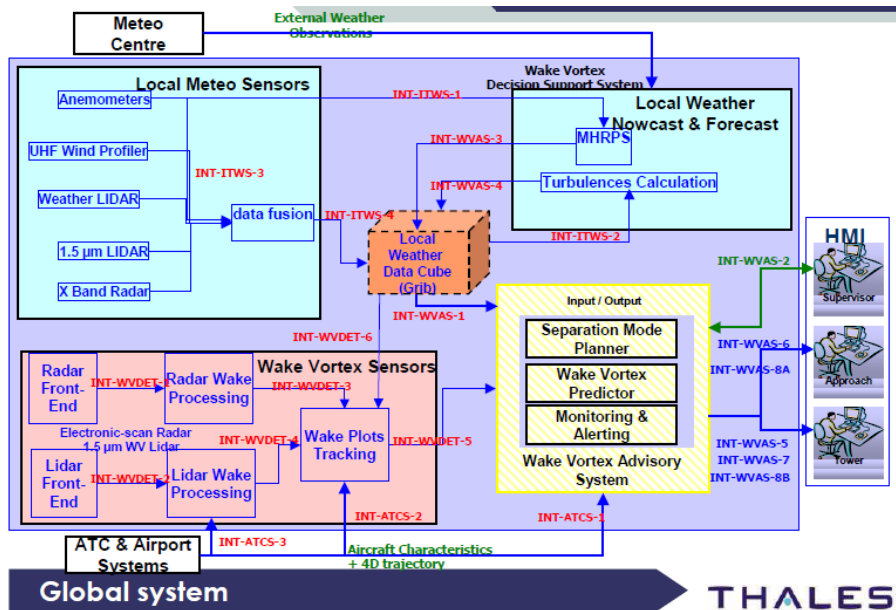 Meteo
Centre
External Weather
Observations
Wake Vortex
Decision Support System
Local Meteo Sensors
Anemometers
INT-ITWS-1
UHF Wind Profiler
INT-ITWS-3
Weather LIDAR
data fusion
INT-ITWS-4
1.5 µm LIDAR
X Band Radar
Local Weather
Nowcast & Forecast
MHRPS
INT-WVAS-3
INT-WVAS-4
Turbulences Calculation
INT-ITWS-2
Local
Weather
Data Cube
(Grib)
INT-WVAS-1
INT-WVDET-6
HMI
INT-WVAS-2
Supervisor
INT-WVAS-6
Approach
INT-WVAS-8A
INT-WVAS-5
INT-WVAS-7
INT-WVAS-8B
Tower
Input / Output
Separation Mode
Planner
Wake Vortex
Predictor
Monitoring &
Alerting
Wake Vortex Advisory
System
Wake Vortex Sensors
Radar
Front-
End
INT-WVDET-1
Radar Wake
Processing
INT-WVDET-3
Electronic-scan Radar
1.5 µm WV Lidar
INT-WVDET-4
Wake Plots
Tracking
INT-WVDET-5
Lidar
Front-
End
INT-WVDET-2
Lidar Wake
Processing
INT-ATCS-2
INT-ATCS-1
INT-ATCS-3
ATC & Airport
Systems
Aircraft Characteristics
+ 4D trajectory
Global system
THALES